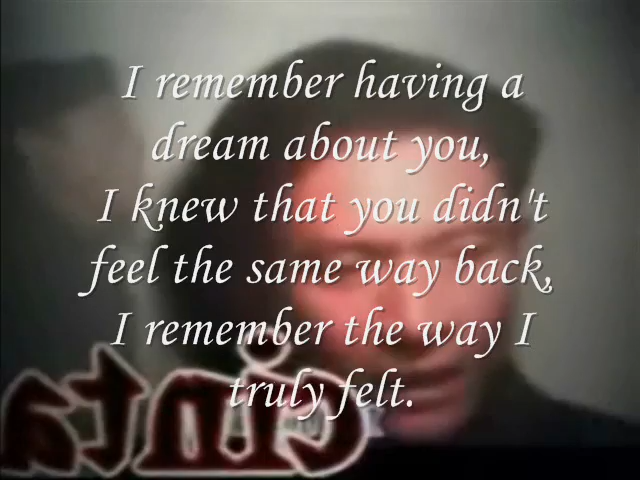 I remember having a
dream about you,
I knew that you didn't
feel the same way back,
I remember the way I
truly felt.
cinta